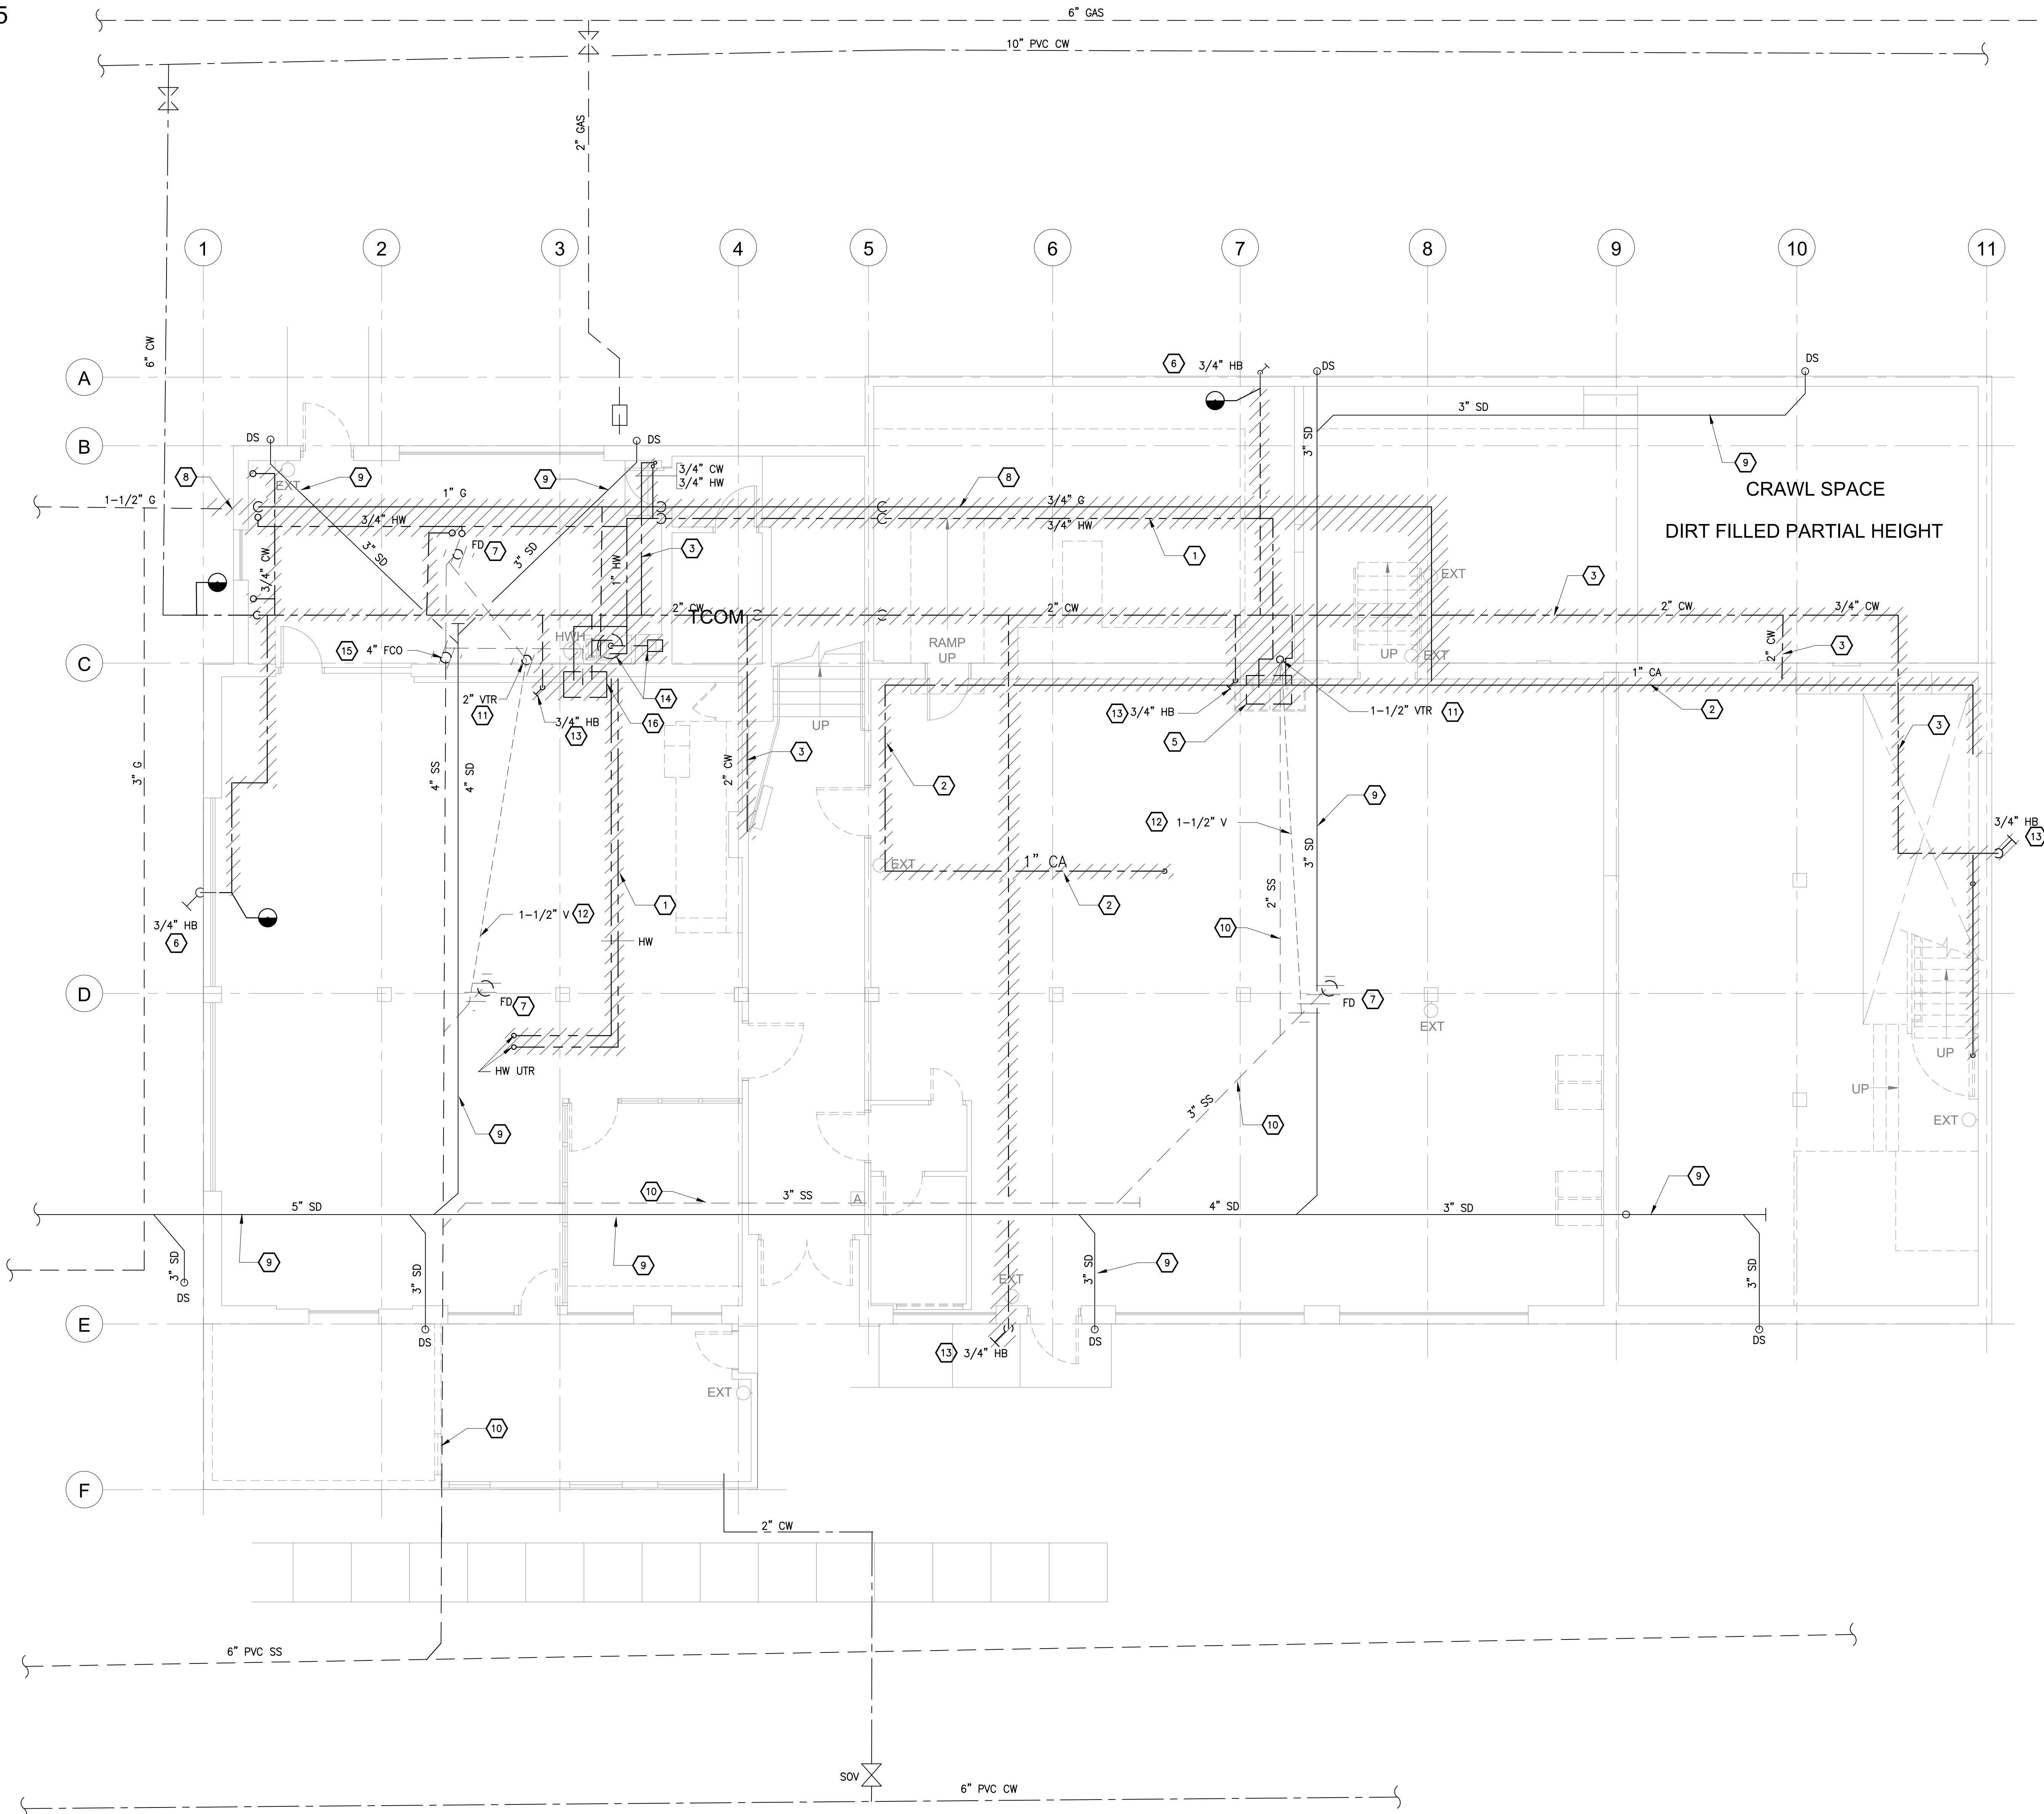 5
6" GAS
10" PVC CW
2" GAS
1
2
3
4
5
6
7
8
9
10
11
6" CW
A
6
3/4" HB
DS
DS
3" SD
3" SD
B
DS
DS
9
8
EXT
9
9
3/4" CW
3/4" HW
9
CRAWL SPACE
DIRT FILLED PARTIAL HEIGHT
1-1/2" G
1" G
8
3/4" G
3/4" HW
3/4" HW
3" SD
FD
7
3" SD
3
1
3/4" CW
1" HW
EXT
3
2" CW
TCOM
2" CW
2" CW
3/4" CW
HWH
RAMP
UP
2" CW
3
C
15
4" FCO
UP
EXT
1" CA
2" VTR
11
14
3/4" HB
13
16
13
3/4" HB
1-1/2" VTR
11
2
UP
5
3
3
3" G
4" SS
4" SD
2" CW
2
9
12
1-1/2" V
3/4" HB
13
EXT
1" CA
3" SD
2" SS
1
2
1-1/2" V
12
3/4" HB
6
HW
10
D
FD
7
FD
7
EXT
HW UTR
UP
UP
3" SS
EXT
9
10
10
3" SS
A
9
5" SD
4" SD
3" SD
9
9
9
3" SD
3" SD
3" SD
3" SD
DS
EXT
E
DS
13
3/4" HB
DS
DS
EXT
10
F
2" CW
6" PVC SS
SOV
6" PVC CW